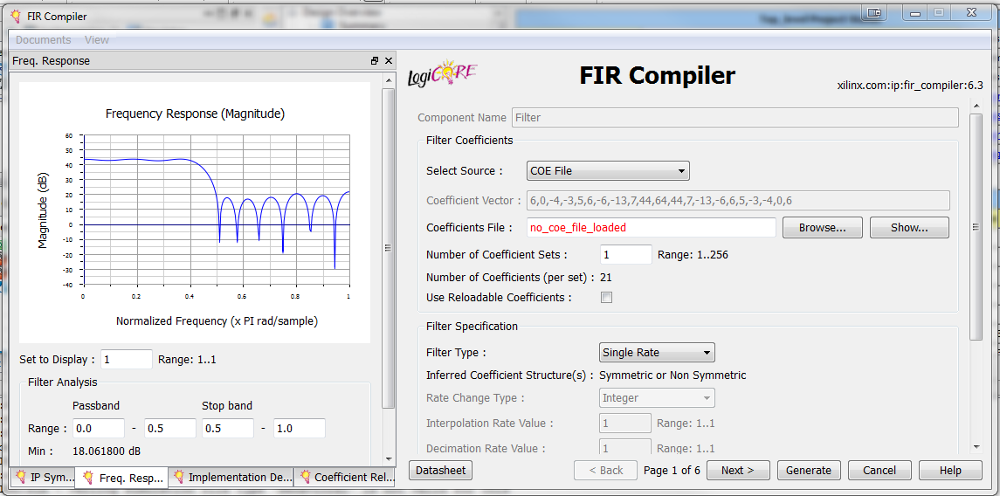 FIR Compiler
Documents View
Freq. Response
Frequency Response (Magnitude)
60
50
40
30
20
10
0
-10
-20
-30
-40
Magnitude (dB)
0 0.2 0.4 0.6 0.8 1
Normalized Frequency (x PI rad/sample)
Set to Display : 1 Range: 1..1
Filter Analysis
Passband Stop band
Range : 0.0 - 0.5 0.5 - 1.0
Min : 18.061800 dB
IP Sym... Freq. Resp... Implementation De... Coefficient Rel...
LogiCORE
FIR Compiler
xilinx.com:ip:fir_compiler:6.3
Component Name Filter
Filter Coefficients
Select Source : COE File
Coefficient Vector : 6,0,-4,-3,5,6,-6,-13,7,44,64,44,7,-13,-6,6,5,-3,-4,0,6
Coefficients File : no_coe_file_loaded Browse... Show...
Number of Coefficient Sets : 1 Range: 1..256
Number of Coefficients (per set) : 21
Use Reloadable Coefficients :
Filter Specification
Filter Type : Single Rate
Inferred Coefficient Structure(s) : Symmetric or Non Symmetric
Rate Change Type : Integer
Interpolation Rate Value : 1 Range: 1..1
Decimation Rate Value : 1 Range: 1..1
Datasheet < Back Page 1 of 6 Next > Generate Cancel Help